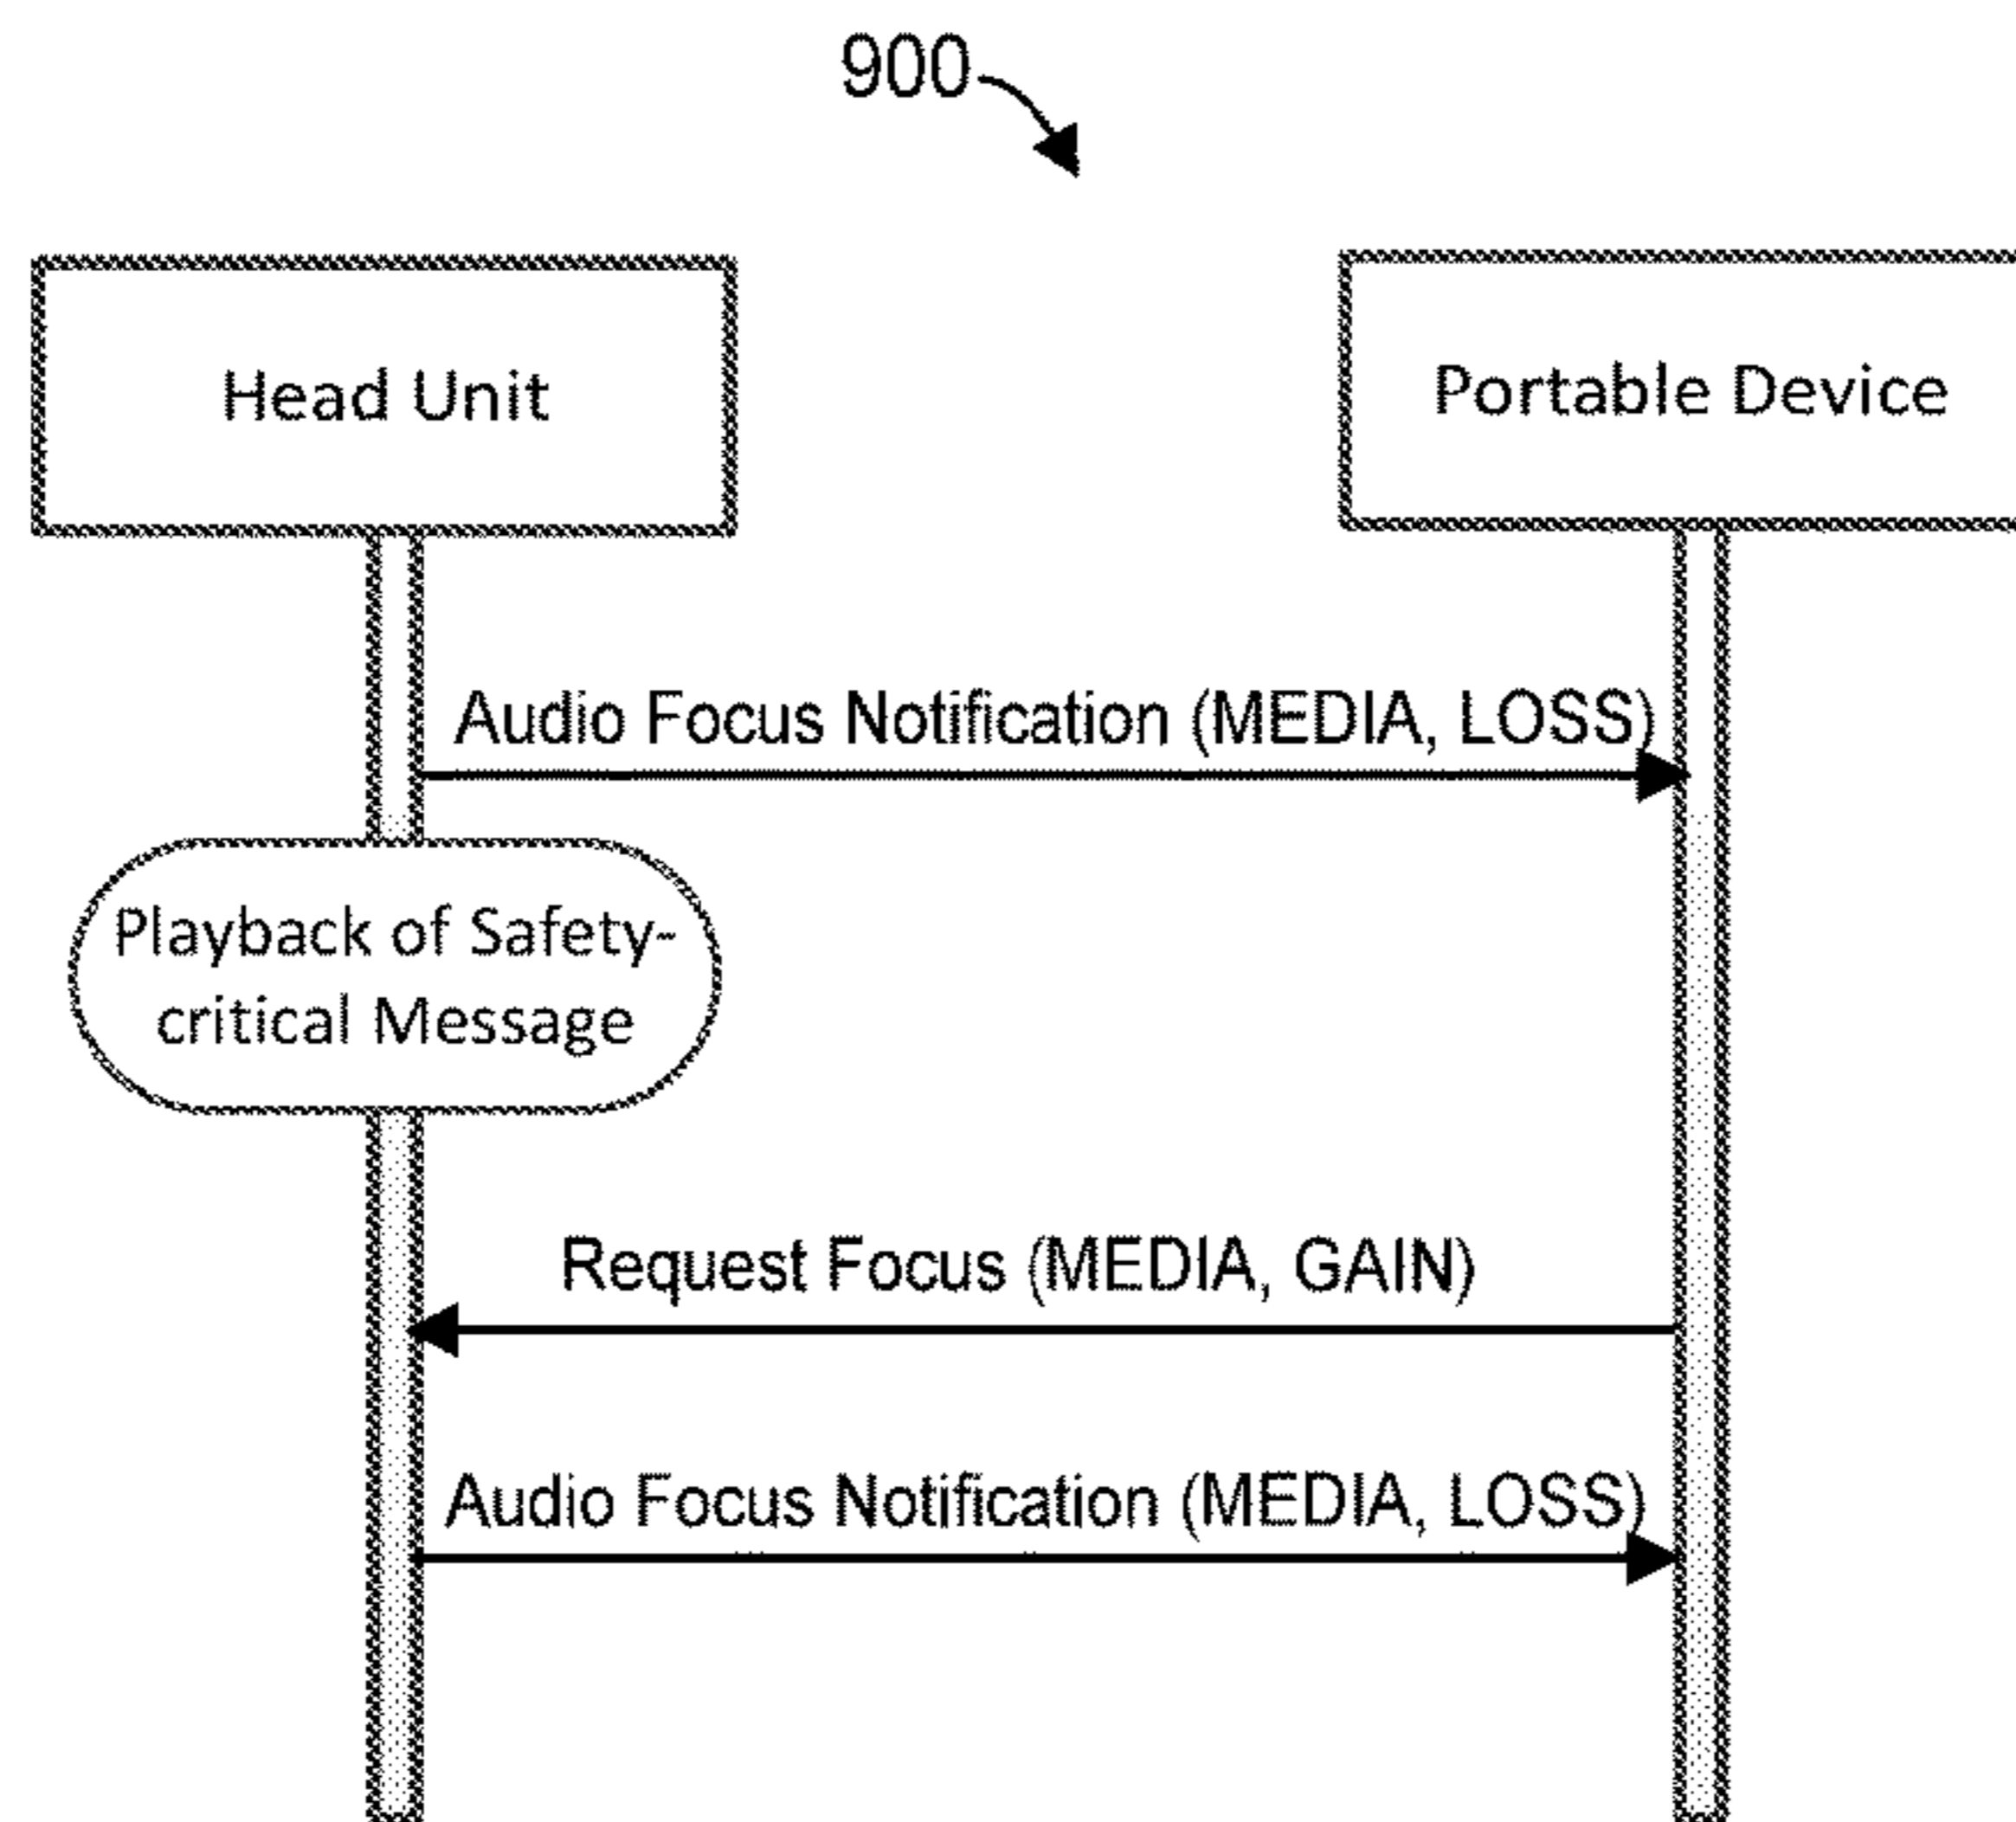 900
Head Unit
Portable Device
Audio Focus Notification (MEDIA, LOSS)
Playback of Safety-
critical Message
Request Focus (MEDIA, GAIN)
Audio Focus Notification (MEDIA, LOSS)